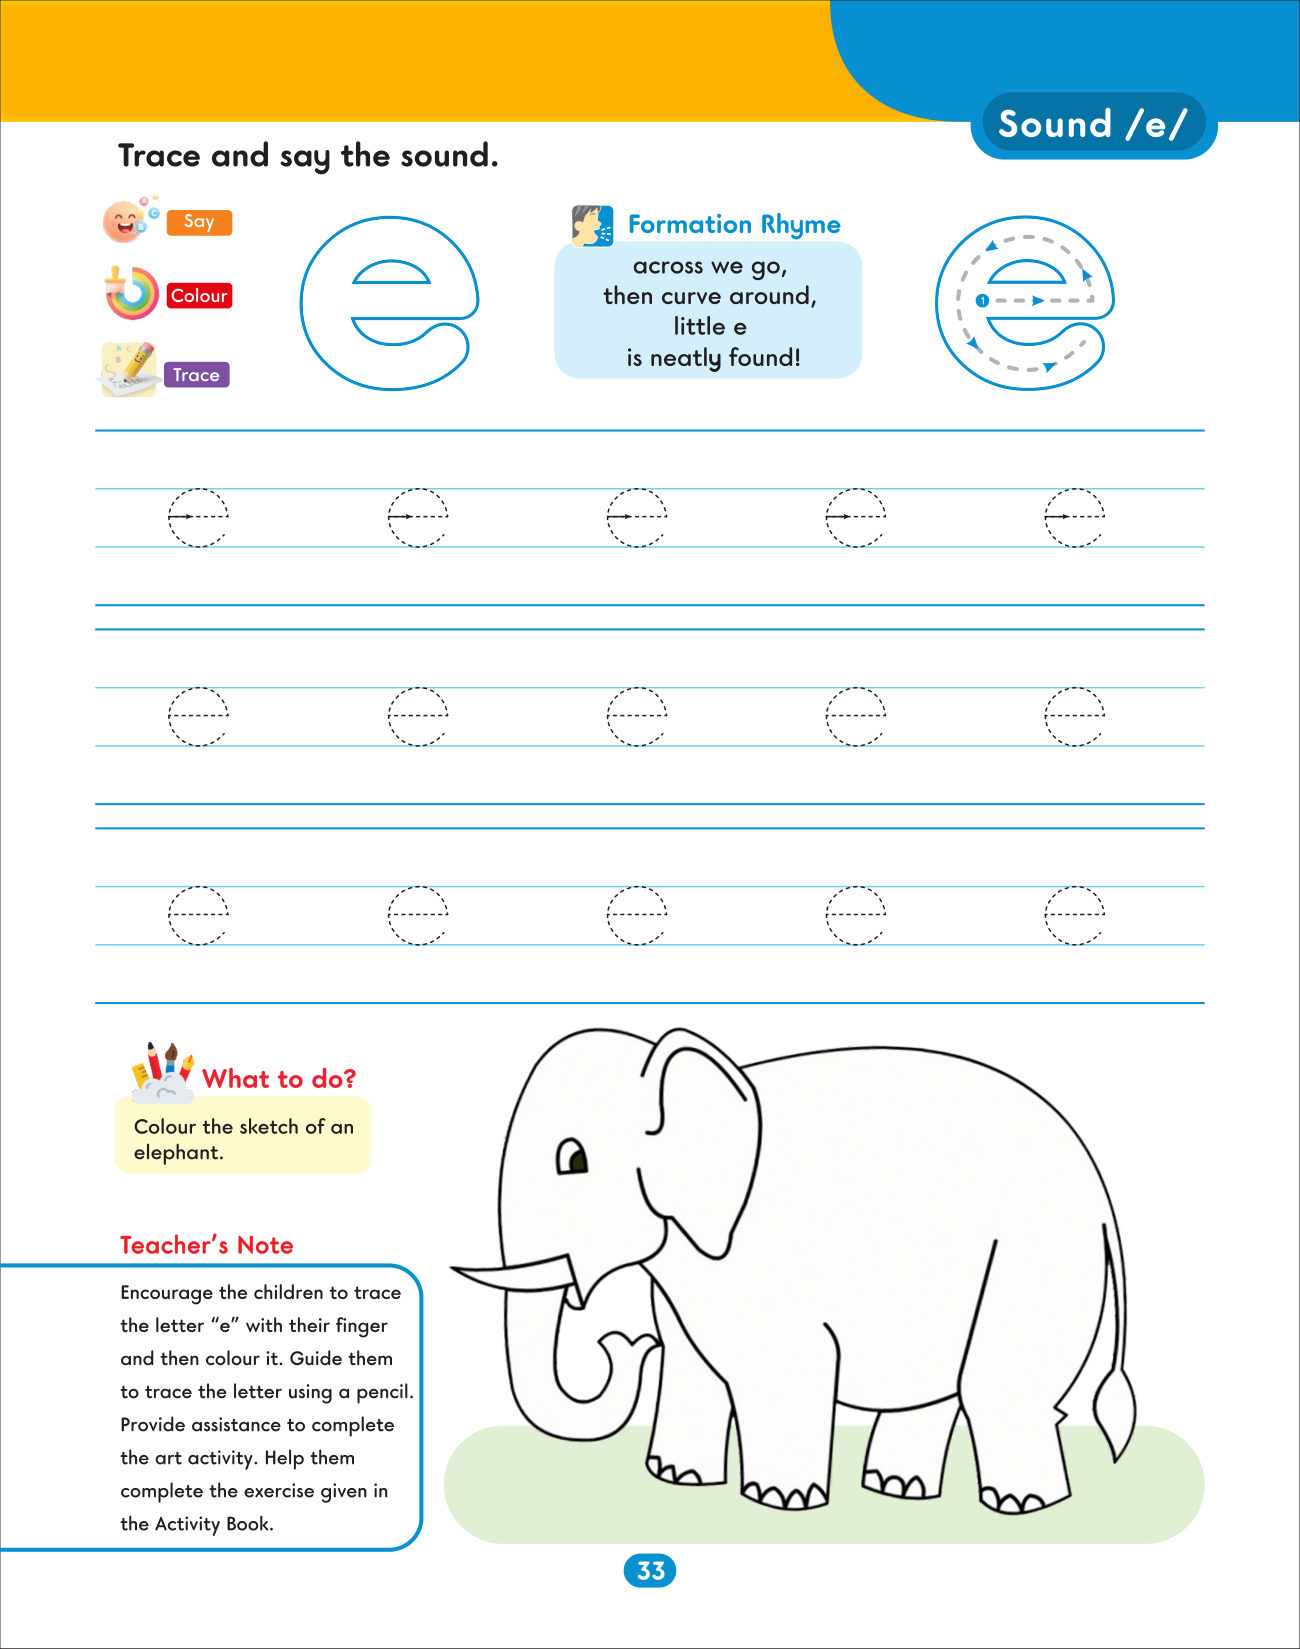 Sound /e/
Trace and say the sound.
Say
Colour
Trace
e
Formation Rhyme
across we go,
then curve around,
little e
is neatly found!
e
1
e e e e e
e e e e e
e e e e e
What to do?
Colour the sketch of an
elephant.
Teacher's Note
Encourage the children to trace
the letter “e” with their finger
and then colour it. Guide them
to trace the letter using a pencil.
Provide assistance to complete
the art activity. Help them
complete the exercise given in
the Activity Book.
33